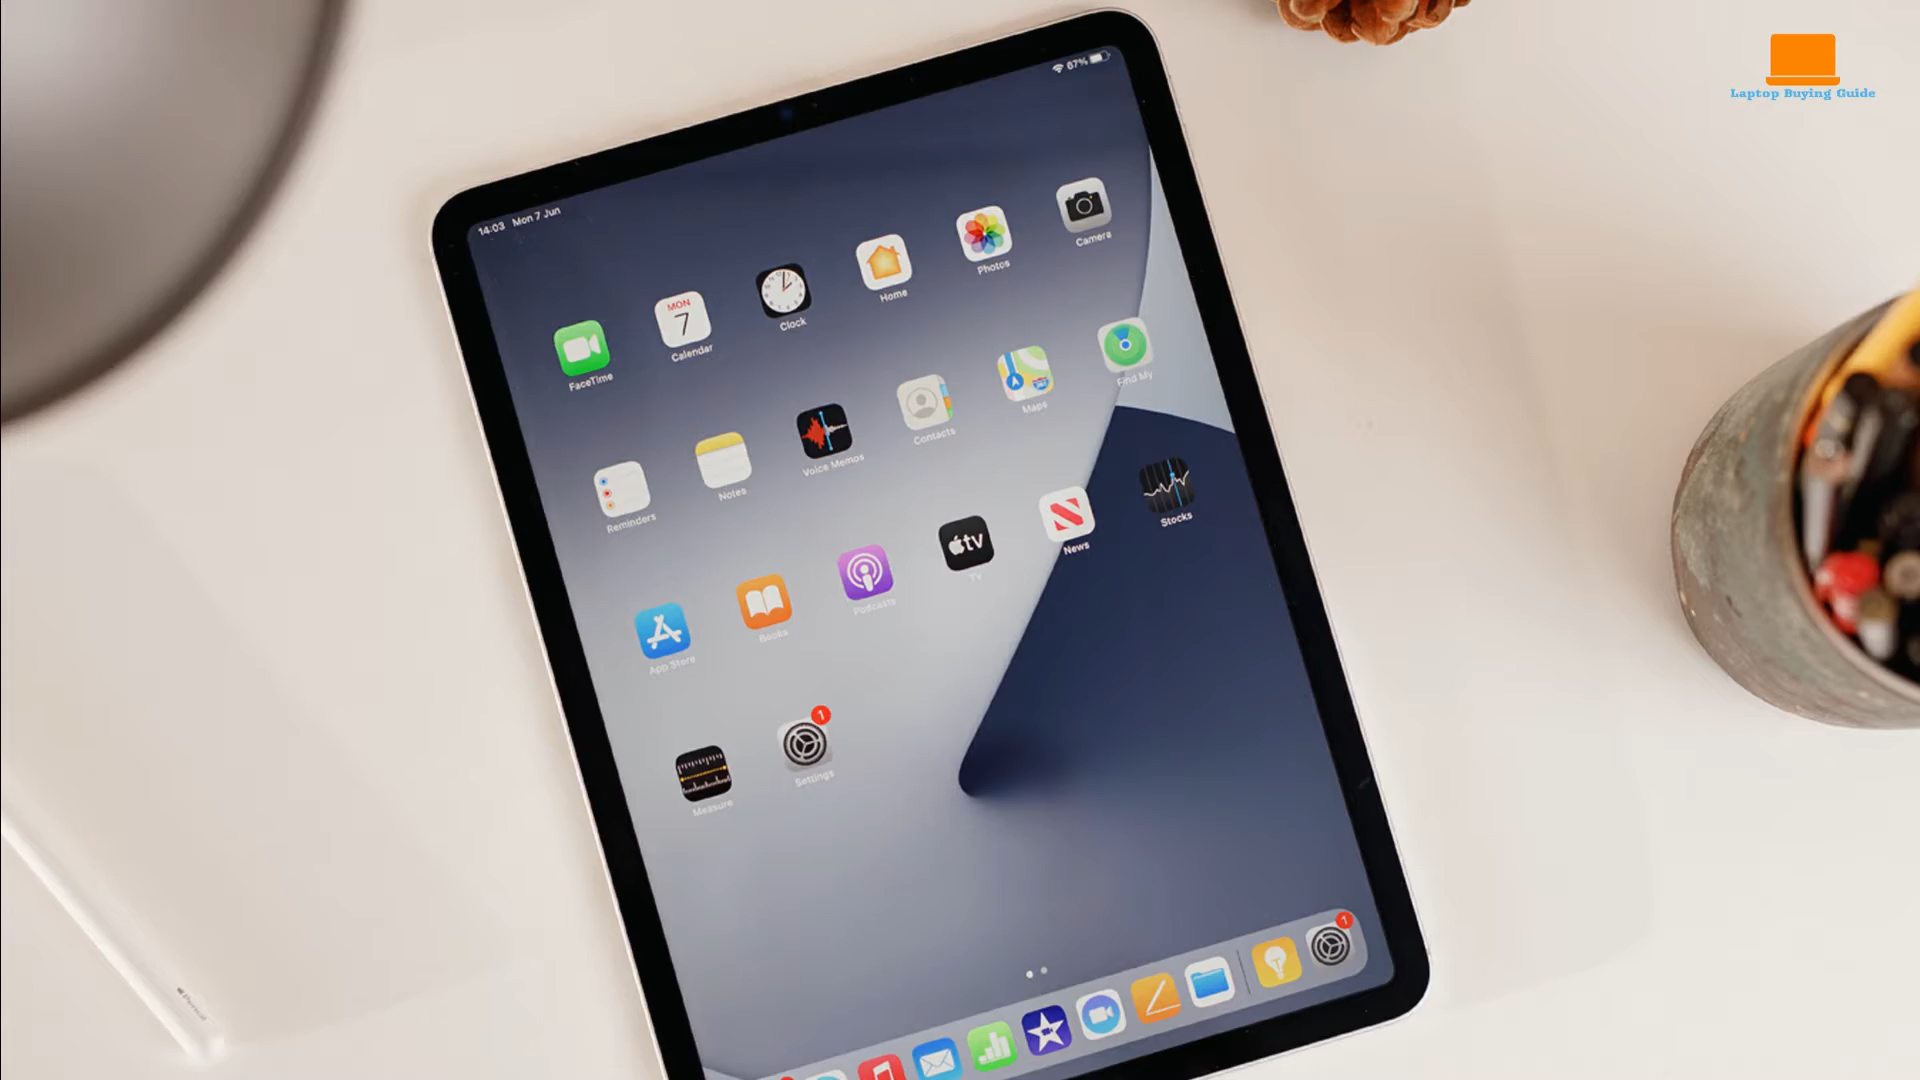 Laptop Buying Guide
67%
14:03 Mon 7 Jun
FaceTime
MON
7
Calendar
Clock
Home
Photos
Camera
Reminders
Notes
Voice Memos
Contacts
Maps
Find My
App Store
Books
Podcasts
tv
TV
News
Stocks
Measure
1
Settings
1
Pencil